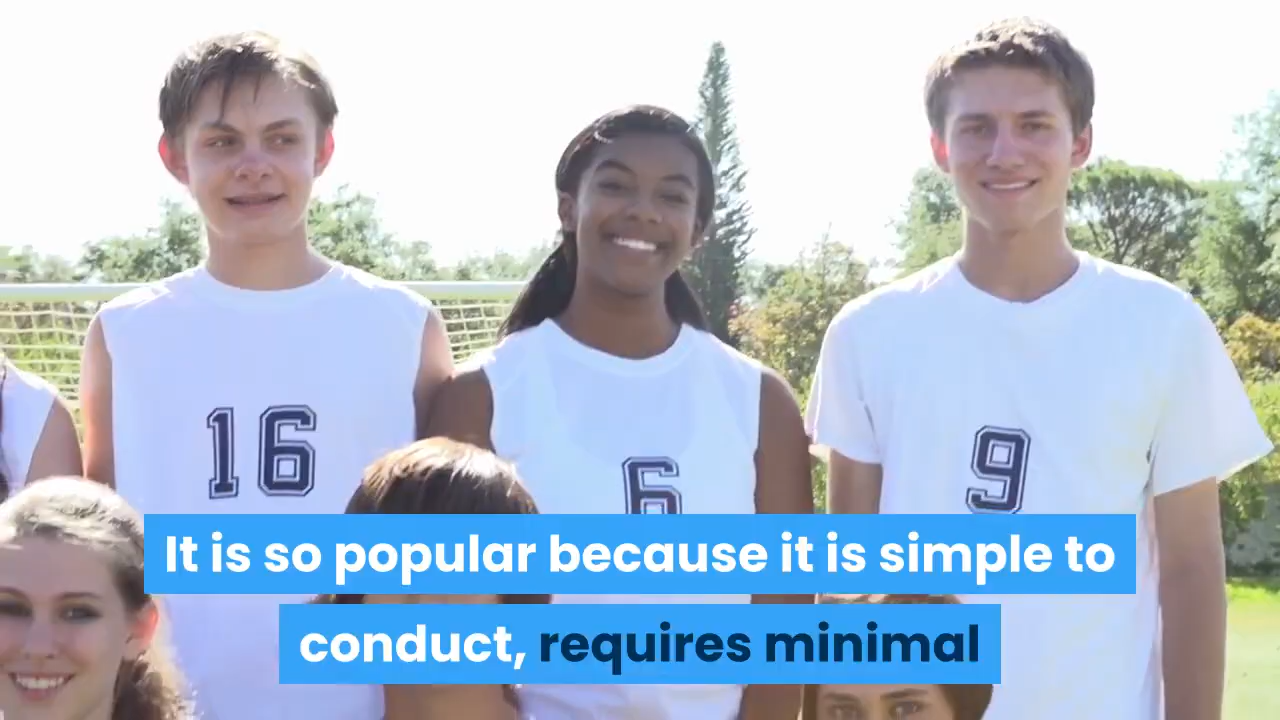 16
6
9
It is so popular because it is simple to
conduct, requires minimal